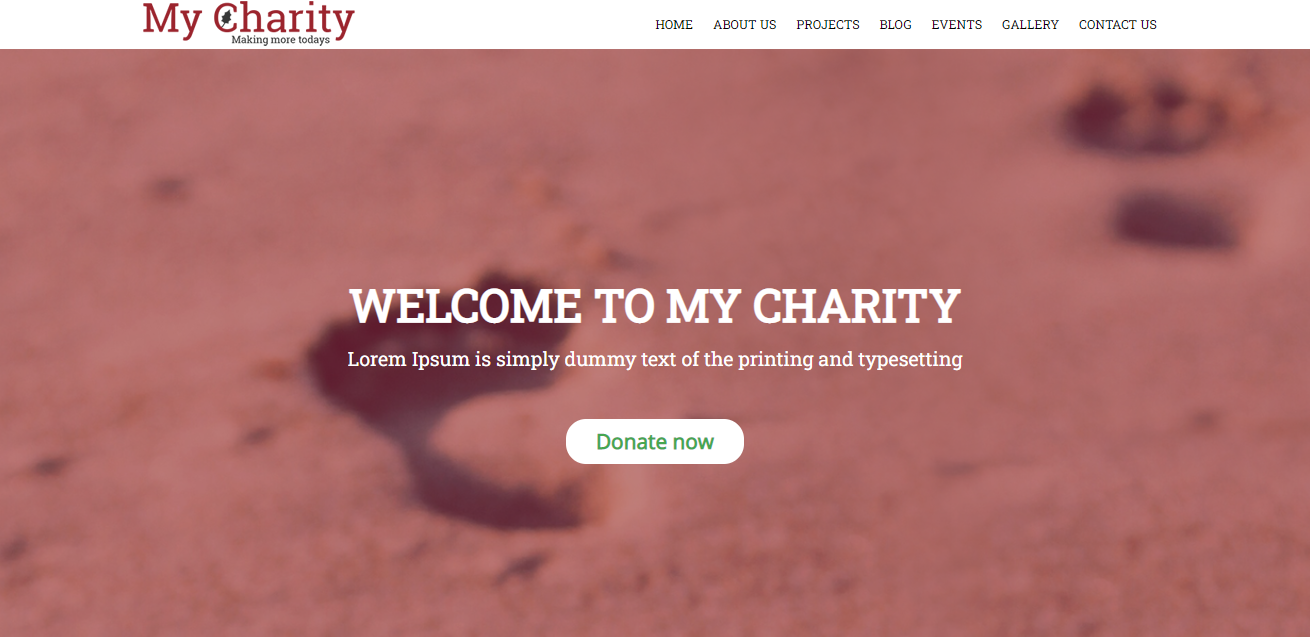 My Charity
Making more todays
HOME ABOUT US PROJECTS BLOG EVENTS GALLERY CONTACT US
WELCOME TO MY CHARITY
Lorem Ipsum is simply dummy text of the printing and typesetting
Donate now